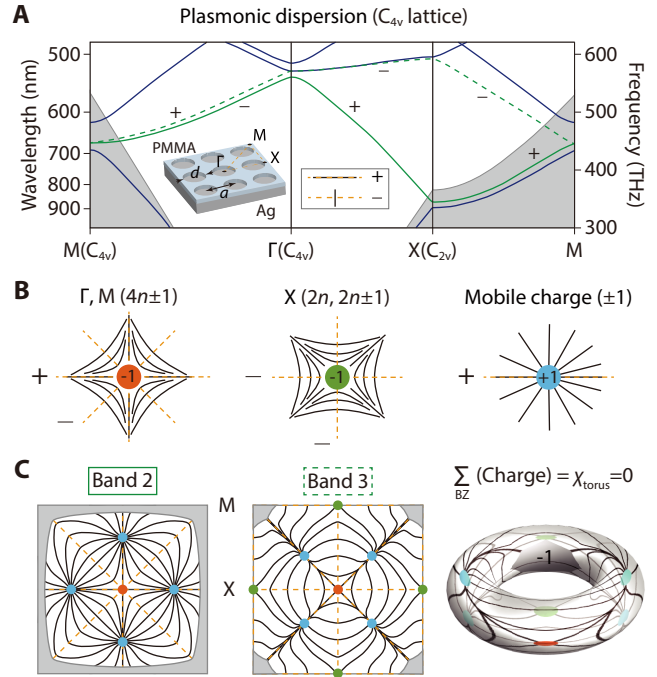 A
Plasmonic dispersion (C4v lattice)
Wavelength (nm)
500
600
700
800
900
Frequency (THz)
600
500
400
300
+
−
−
+
−
+
PMMA
M
Γ
X
d
a
Ag
+
−
M(C4v)
Γ(C4v)
X(C2v)
M
B
Γ, M (4n±1)
X (2n, 2n±1)
Mobile charge (±1)
+
-1
−
−
-1
−
+
+1
C
Band 2
Band 3
M
X
∑ (Charge) = χtorus=0
BZ
-1